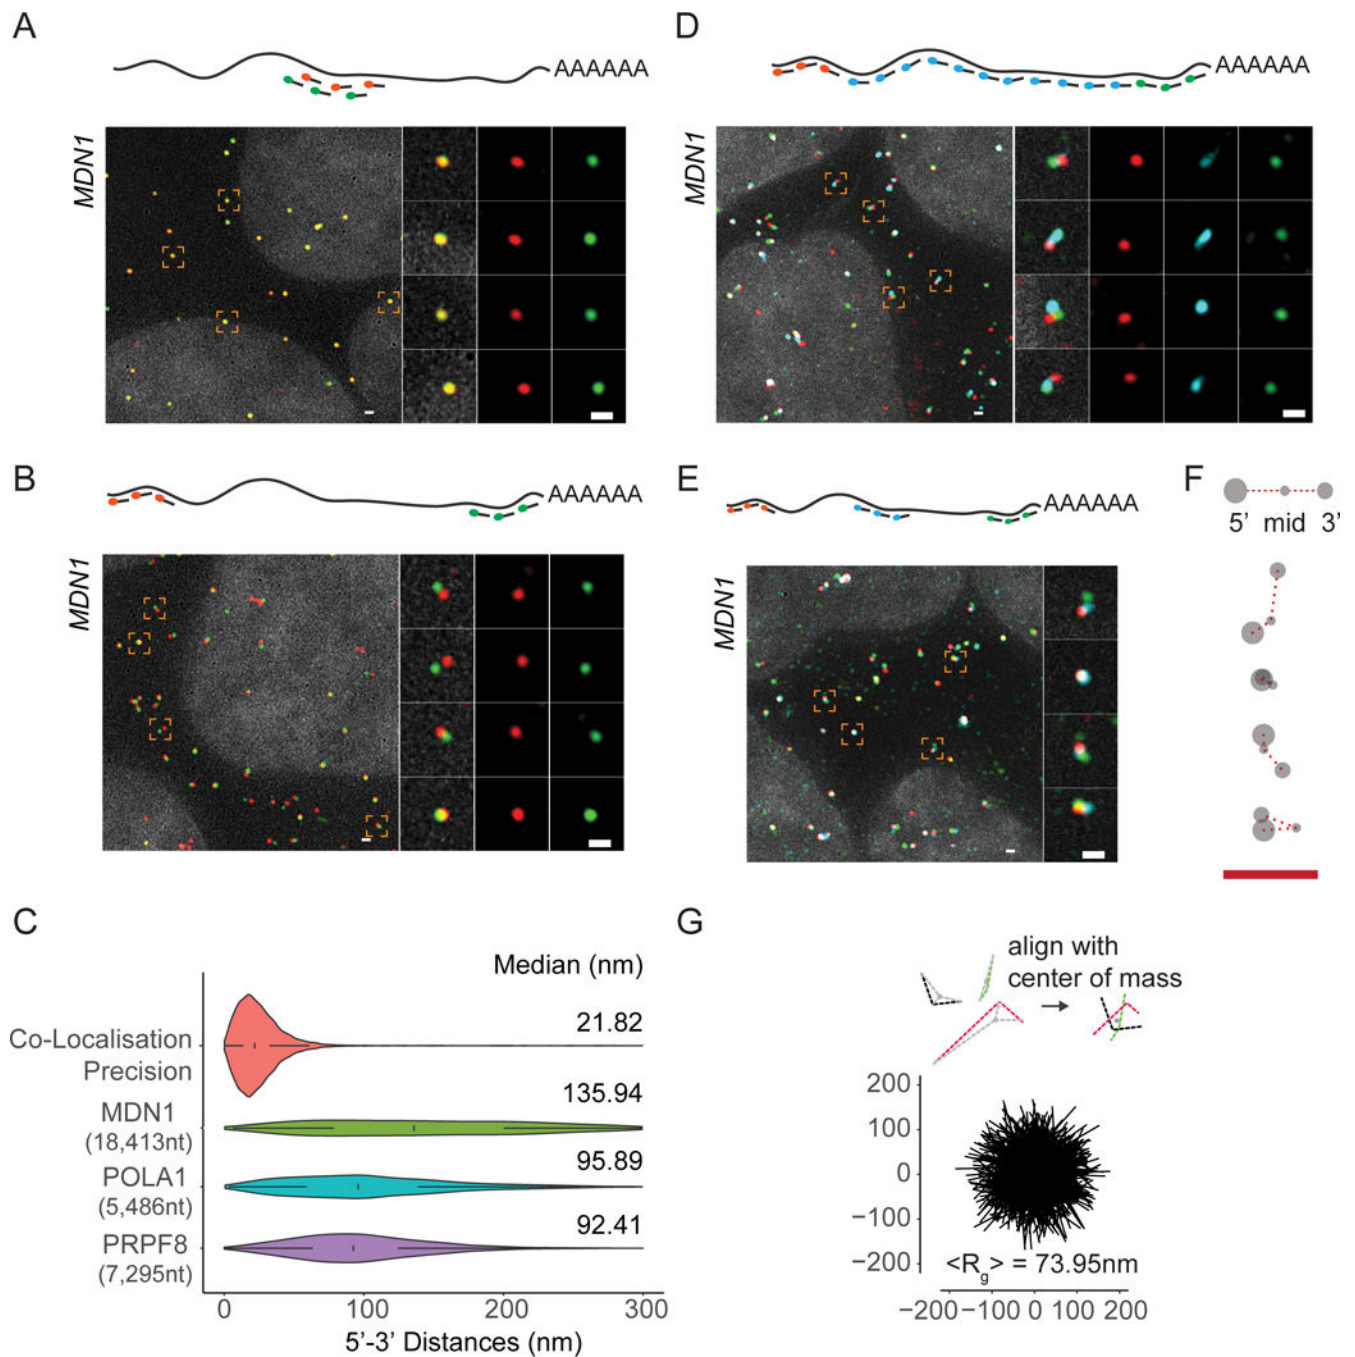 A
AAAAAA
MDN1
B
AAAAAA
MDN1
C
Median (nm)
Co-Localisation
Precision
21.82
MDN1
(18,413nt)
135.94
POLA1
(5,486nt)
95.89
PRPF8
(7,295nt)
92.41
0 100 200 300
5’-3’ Distances (nm)
D
AAAAAA
MDN1
E
AAAAAA
MDN1
F
5’ mid 3’
G
align with
center of mass
200
100
0
−100
−200
<Rg> = 73.95nm
−200 −100 0 100 200